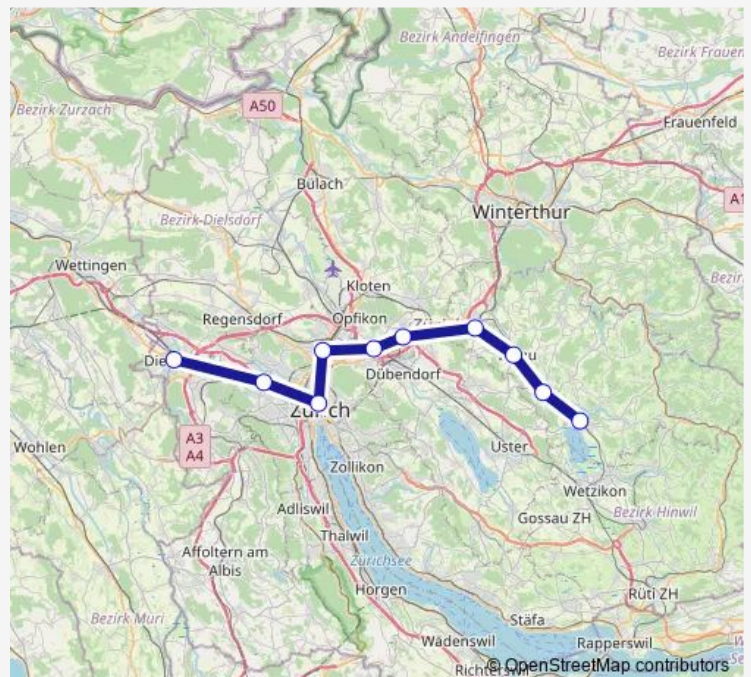 Bezirk Andelfingen
Bezirk Frauen
Bezirk Zurzach
A50
Frauenfeld
Bülach
A1
Winterthur
Bezirk-Dielsdorf
Wettingen
Bezir
Kloten
Regensdorf
Opfikon
Die
Dübendorf
Zürich
A3
A4
Wohlen
Uster
Zollikon
Wetzikon
Adliswil
Gossau ZH
Bezirk Hinwil
Thalwil
Affoltern am
Albis
Zürichsee
Horgen
Rüti ZH
Bezirk Muri
Stäfa
Wädenswil
Rapperswil
Richterswil
© OpenStreetMap contributors